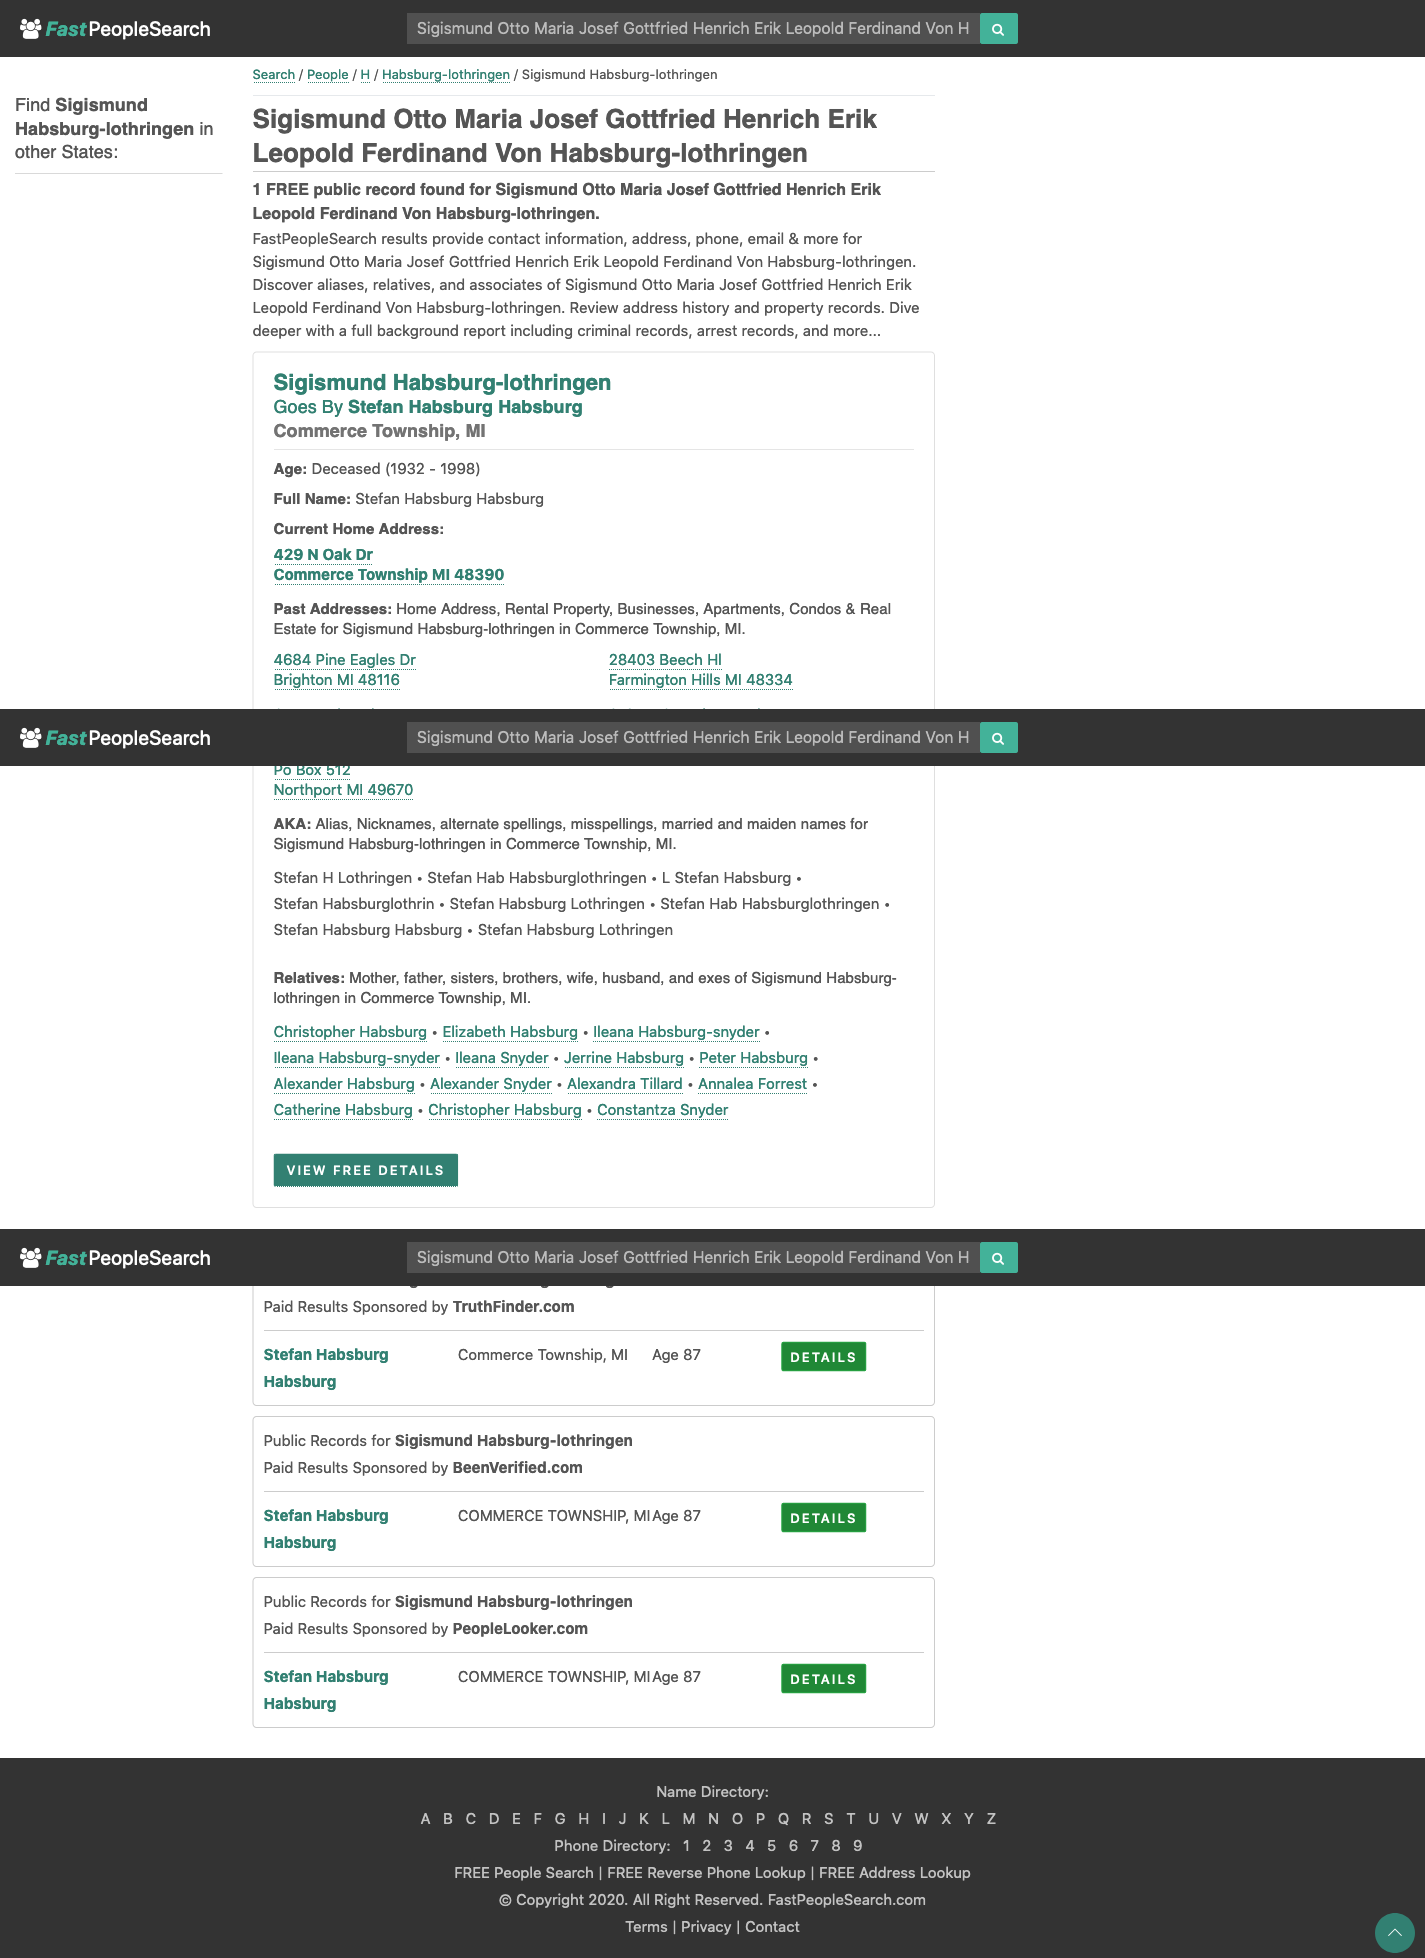 FastPeopleSearch
Sigismund Otto Maria Josef Gottfried Henrich Erik Leopold Ferdinand Von H
Search / People / H / Habsburg-lothringen / Sigismund Habsburg-lothringen
Find Sigismund
Habsburg-lothringen in
other States:
Sigismund Otto Maria Josef Gottfried Henrich Erik
Leopold Ferdinand Von Habsburg-lothringen
1 FREE public record found for Sigismund Otto Maria Josef Gottfried Henrich Erik
Leopold Ferdinand Von Habsburg-lothringen.
FastPeopleSearch results provide contact information, address, phone, email & more for
Sigismund Otto Maria Josef Gottfried Henrich Erik Leopold Ferdinand Von Habsburg-lothringen.
Discover aliases, relatives, and associates of Sigismund Otto Maria Josef Gottfried Henrich Erik
Leopold Ferdinand Von Habsburg-lothringen. Review address history and property records. Dive
deeper with a full background report including criminal records, arrest records, and more...
Sigismund Habsburg-lothringen
Goes By Stefan Habsburg Habsburg
Commerce Township, MI
Age: Deceased (1932 - 1998)
Full Name: Stefan Habsburg Habsburg
Current Home Address:
429 N Oak Dr
Commerce Township MI 48390
Past Addresses: Home Address, Rental Property, Businesses, Apartments, Condos & Real
Estate for Sigismund Habsburg-lothringen in Commerce Township, MI.
4684 Pine Eagles Dr
Brighton MI 48116
28403 Beech Hl
Farmington Hills MI 48334
FastPeopleSearch
Sigismund Otto Maria Josef Gottfried Henrich Erik Leopold Ferdinand Von H
Po Box 512
Northport MI 49670
AKA: Alias, Nicknames, alternate spellings, misspellings, married and maiden names for
Sigismund Habsburg-lothringen in Commerce Township, MI.
Stefan H Lothringen • Stefan Hab Habsburglothringen • L Stefan Habsburg •
Stefan Habsburglothrin • Stefan Habsburg Lothringen • Stefan Hab Habsburglothringen •
Stefan Habsburg Habsburg • Stefan Habsburg Lothringen
Relatives: Mother, father, sisters, brothers, wife, husband, and exes of Sigismund Habsburg-
lothringen in Commerce Township, MI.
Christopher Habsburg • Elizabeth Habsburg • Ileana Habsburg-snyder •
Ileana Habsburg-snyder • Ileana Snyder • Jerrine Habsburg • Peter Habsburg •
Alexander Habsburg • Alexander Snyder • Alexandra Tillard • Annalea Forrest •
Catherine Habsburg • Christopher Habsburg • Constantza Snyder
VIEW FREE DETAILS
FastPeopleSearch
Sigismund Otto Maria Josef Gottfried Henrich Erik Leopold Ferdinand Von H
Paid Results Sponsored by TruthFinder.com
Stefan Habsburg
Habsburg
Commerce Township, MI
Age 87
DETAILS
Public Records for Sigismund Habsburg-lothringen
Paid Results Sponsored by BeenVerified.com
Stefan Habsburg
Habsburg
COMMERCE TOWNSHIP, MI
Age 87
DETAILS
Public Records for Sigismund Habsburg-lothringen
Paid Results Sponsored by PeopleLooker.com
Stefan Habsburg
Habsburg
COMMERCE TOWNSHIP, MI
Age 87
DETAILS
Name Directory:
A B C D E F G H I J K L M N O P Q R S T U V W X Y Z
Phone Directory: 1 2 3 4 5 6 7 8 9
FREE People Search | FREE Reverse Phone Lookup | FREE Address Lookup
© Copyright 2020. All Right Reserved. FastPeopleSearch.com
Terms | Privacy | Contact